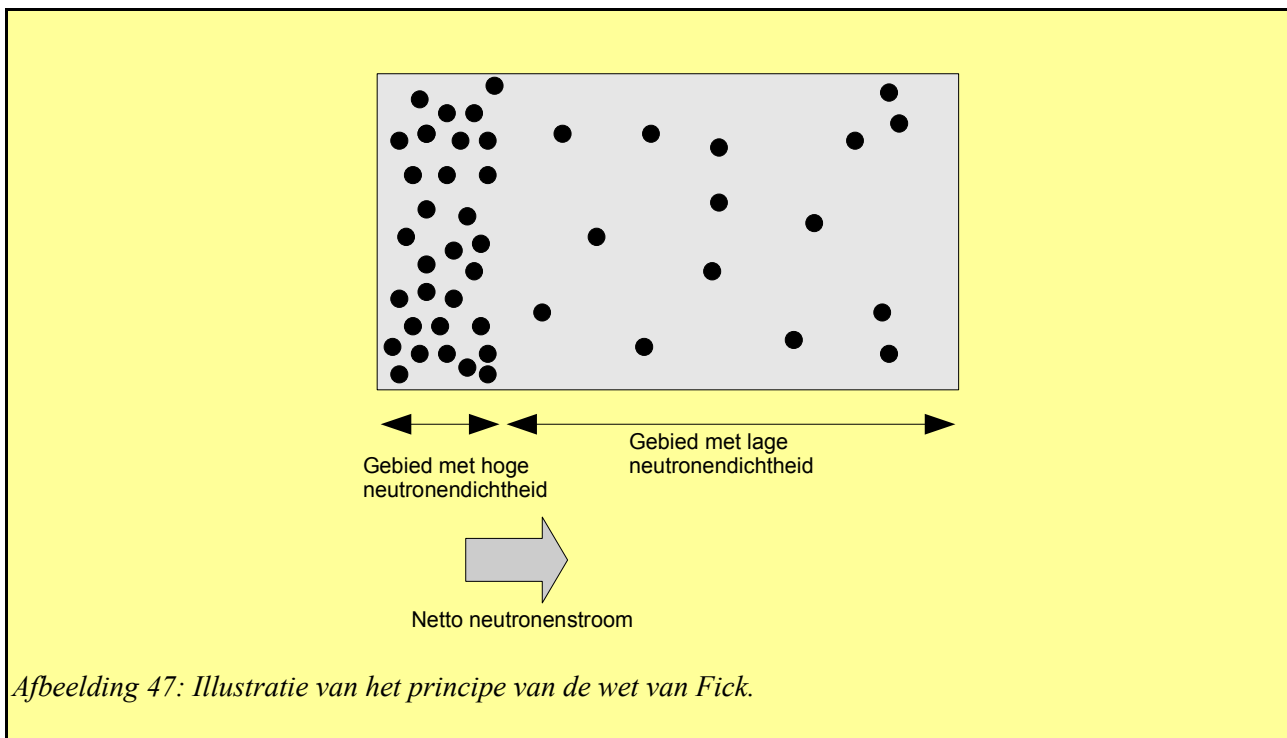 Gebied met hoge
neutronendichtheid
Gebied met lage
neutronendichtheid
Netto neutronenstroom
Afbeelding 47: Illustratie van het principe van de wet van Fick.